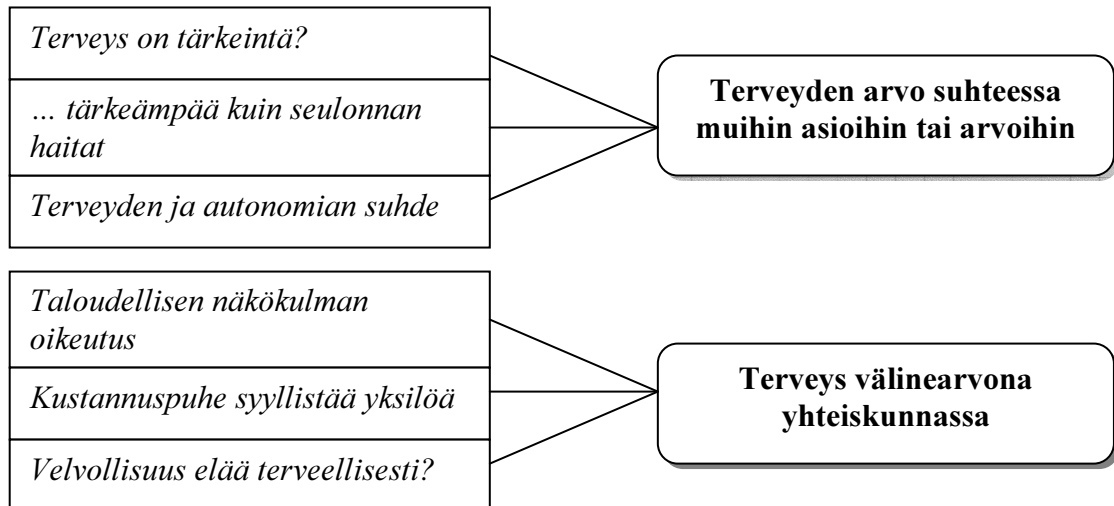 Terveys on tärkeintä?
… tärkeämpää kuin seulonnan
haitat
Terveyden ja autonomian suhde
Terveyden arvo suhteessa
muihin asioihin tai arvoihin
Taloudellisen näkökulman
oikeutus
Kustannuspuhe syyllistää yksilöä
Velvollisuus elää terveellisesti?
Terveys välinearvona
yhteiskunnassa